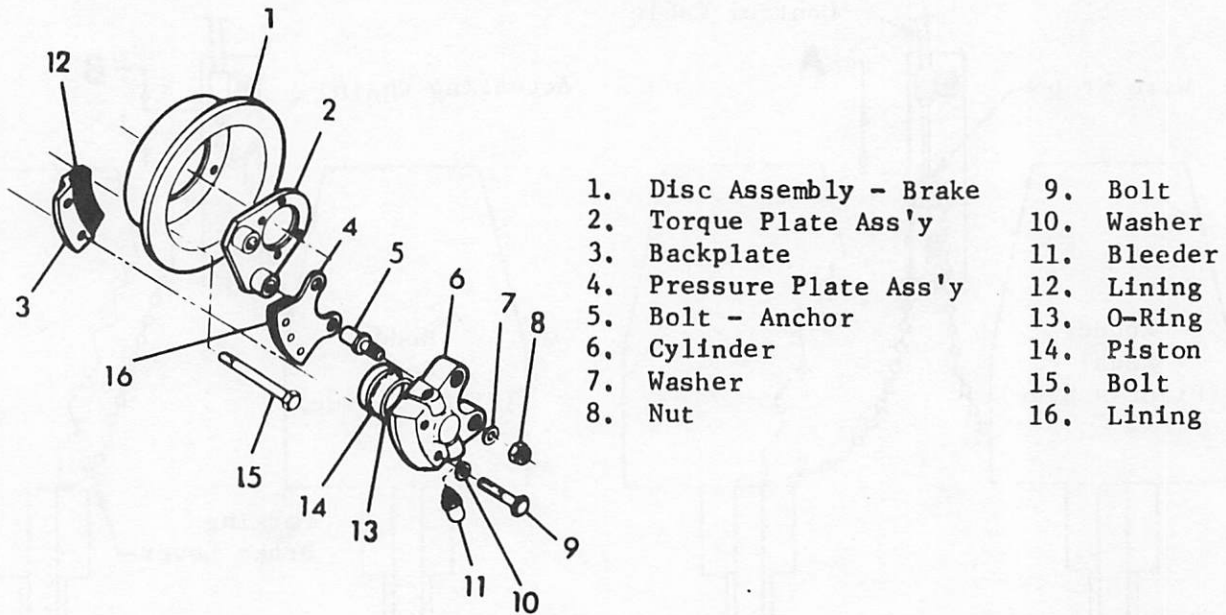 1
12
2
4
5
6
7
8
3
16
15
14
13
11
10
9
1. Disc Assembly - Brake
2. Torque Plate Ass'y
3. Backplate
4. Pressure Plate Ass'y
5. Bolt - Anchor
6. Cylinder
7. Washer
8. Nut
9. Bolt
10. Washer
11. Bleeder
12. Lining
13. O-Ring
14. Piston
15. Bolt
16. Lining